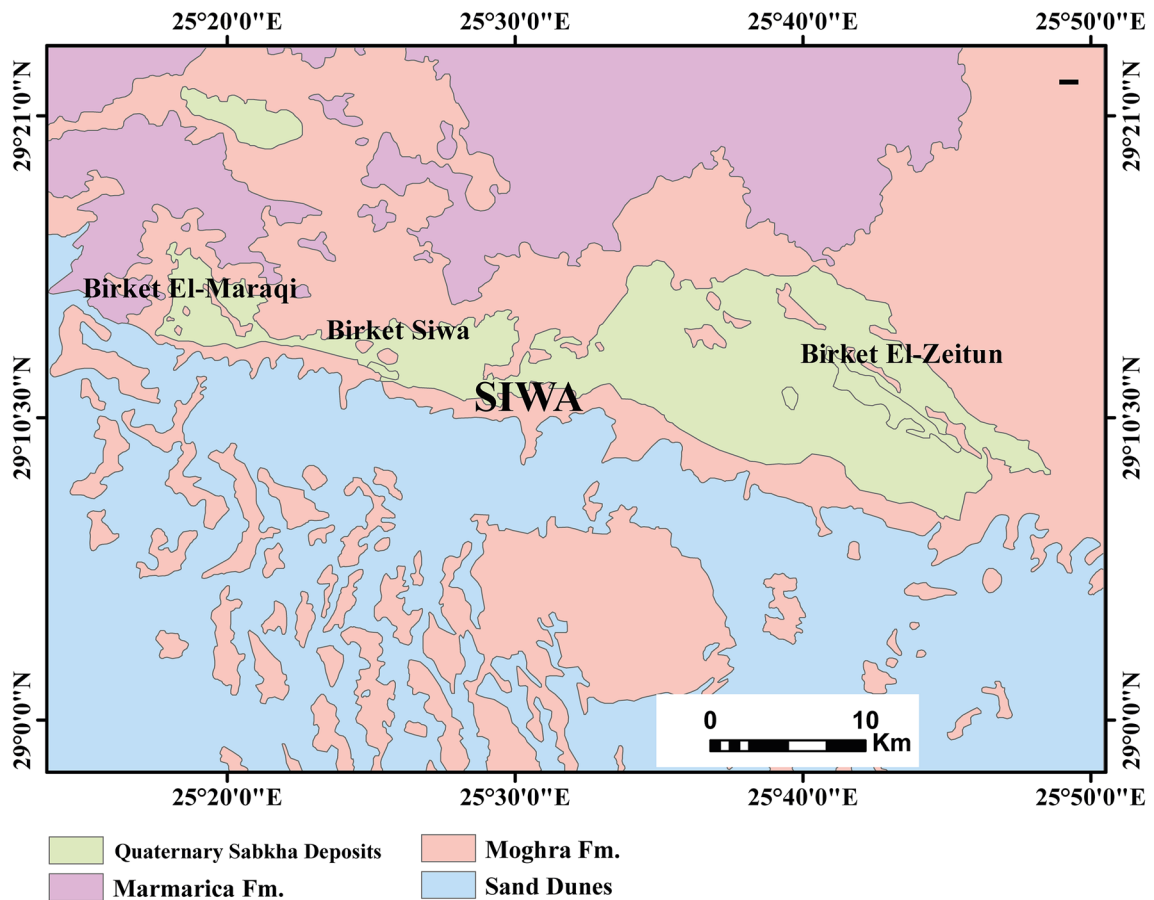 25°20'0"E 25°30'0"E 25°40'0"E 25°50'0"E
29°21'0"N 29°21'0"N
Birket El-Maraqi
Birket Siwa
Birket El-Zeitun
SIWA
29°10'30"N 29°10'30"N
29°0'0"N 29°0'0"N
0 10
Km
25°20'0"E 25°30'0"E 25°40'0"E 25°50'0"E
Quaternary Sabkha Deposits Moghra Fm.
Marmarica Fm. Sand Dunes